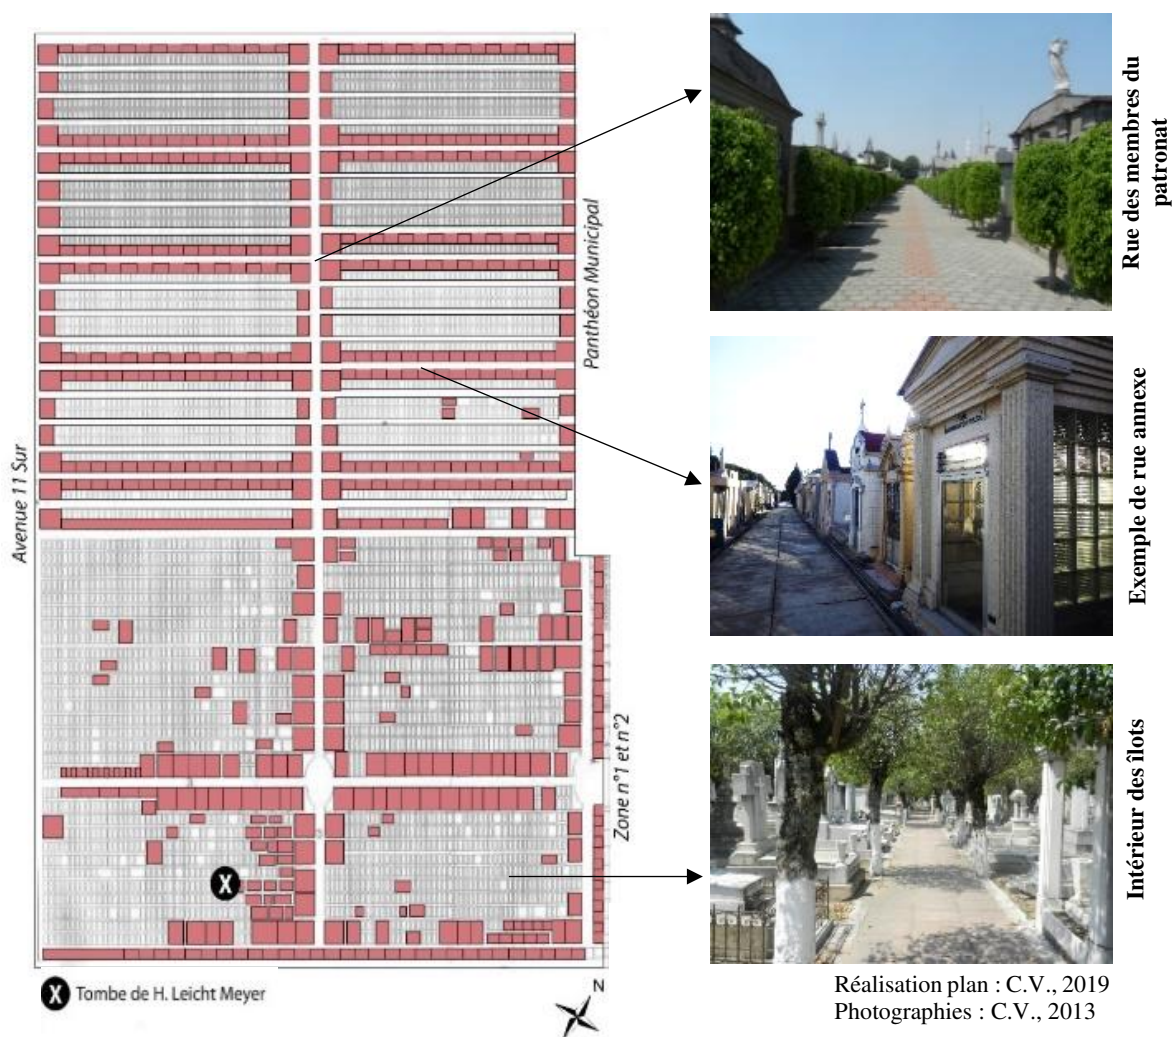 Avenue 11 Sur
Panthéon Municipal
Zone n°1 et n°2
X
X Tombe de H. Leicht Meyer
N
Rue des membres du
patronat
Exemple de rue annexe
Intérieur des îlots
Réalisation plan : C.V., 2019
Photographies : C.V., 2013